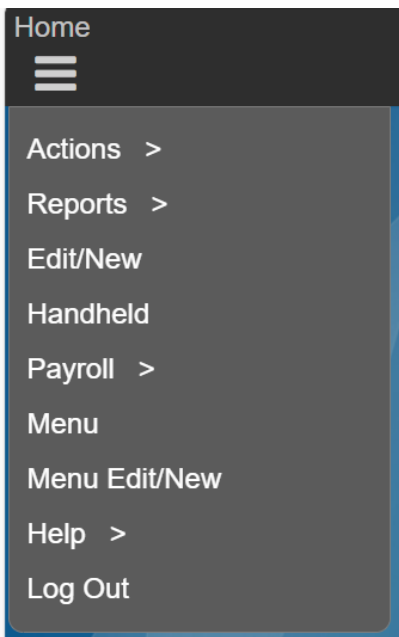 Home
Actions >
Reports >
Edit/New
Handheld
Payroll >
Menu
Menu Edit/New
Help >
Log Out